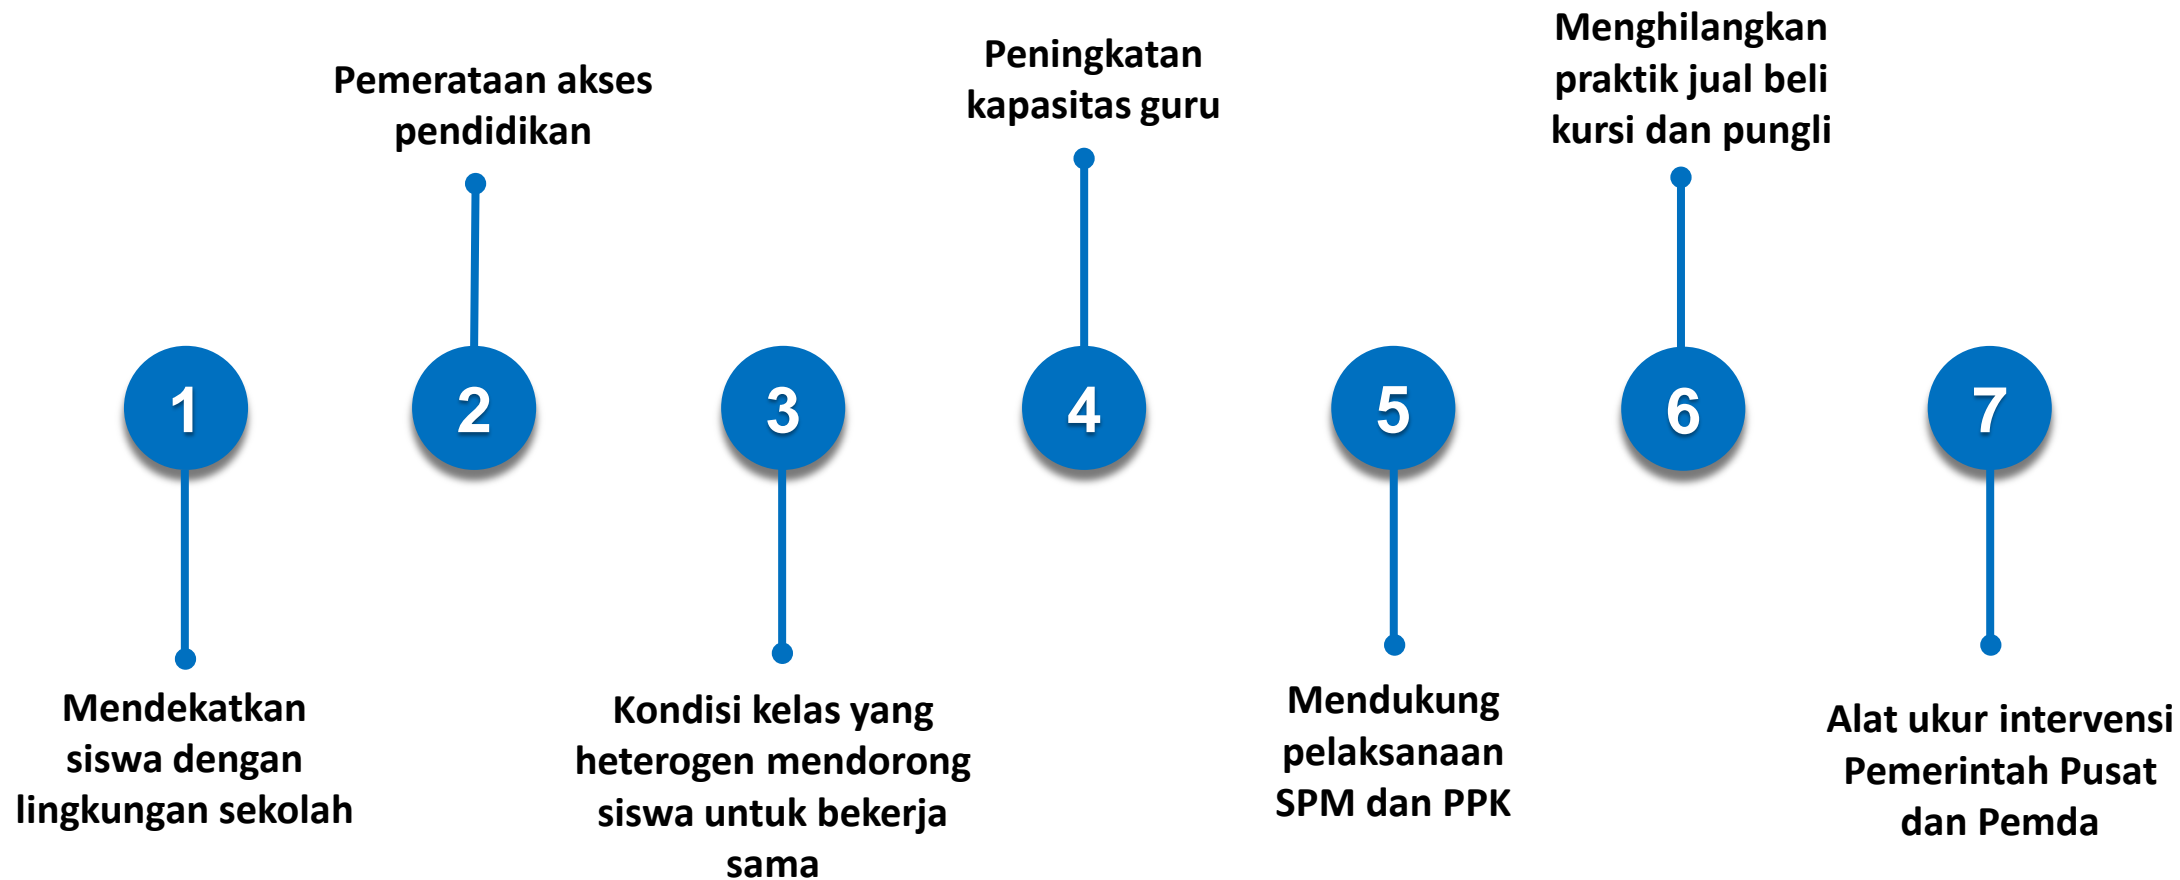 1
Mendekatkan
siswa dengan
lingkungan sekolah
2
Pemerataan akses
pendidikan
3
Kondisi kelas yang
heterogen mendorong
siswa untuk bekerja
sama
4
Peningkatan
kapasitas guru
5
Mendukung
pelaksanaan
SPM dan PPK
6
Menghilangkan
praktik jual beli
kursi dan pungli
7
Alat ukur intervensi
Pemerintah Pusat
dan Pemda